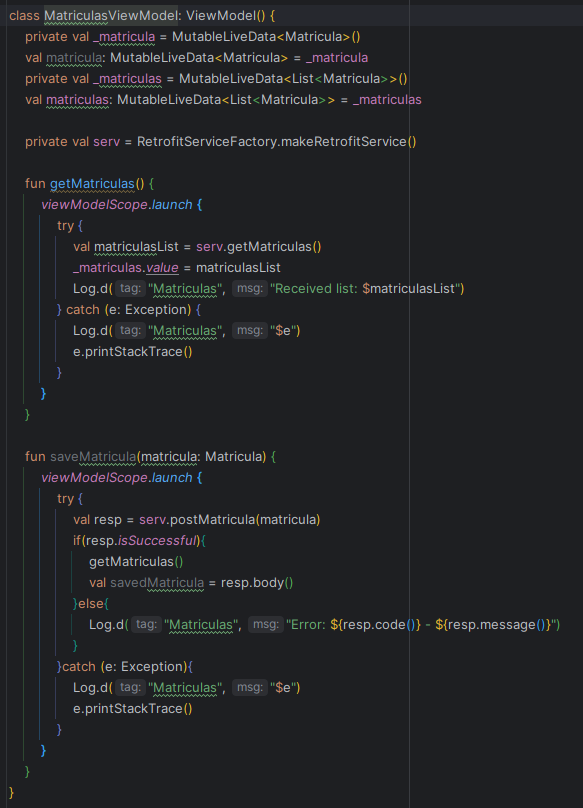 class MatriculasViewModel: ViewModel() {
private val _matricula = MutableLiveData<Matricula>()
val matricula: MutableLiveData<Matricula> = _matricula
private val _matriculas = MutableLiveData<List<Matricula>>()
val matriculas: MutableLiveData<List<Matricula>> = _matriculas
private val serv = RetrofitServiceFactory.makeRetrofitService()
fun getMatriculas() {
viewModelScope.launch {
try {
val matriculasList = serv.getMatriculas()
_matriculas.value = matriculasList
Log.d( tag: "Matriculas", msg: "Received list: $matriculasList")
} catch (e: Exception) {
Log.d( tag: "Matriculas", msg: "$e")
e.printStackTrace()
}
}
}
fun saveMatricula(matricula: Matricula) {
viewModelScope.launch {
try {
val resp = serv.postMatricula(matricula)
if(resp.isSuccessful){
getMatriculas()
val savedMatricula = resp.body()
}else{
Log.d( tag: "Matriculas", msg: "Error: ${resp.code()} - ${resp.message()}")
}
}catch (e: Exception){
Log.d( tag: "Matriculas", msg: "$e")
e.printStackTrace()
}
}
}
}